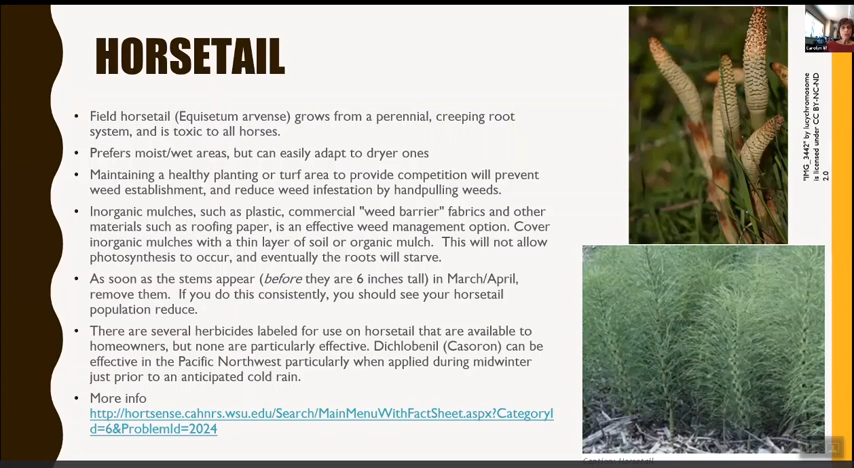 HORSETAIL
• Field horsetail (Equisetum arvense) grows from a perennial, creeping root
system, and is toxic to all horses.
• Prefers moist/wet areas, but can easily adapt to dryer ones
• Maintaining a healthy planting or turf area to provide competition will prevent
weed establishment, and reduce weed infestation by handpulling weeds.
• Inorganic mulches, such as plastic, commercial "weed barrier" fabrics and other
materials such as roofing paper, is an effective weed management option. Cover
inorganic mulches with a thin layer of soil or organic mulch.  This will not allow
photosynthesis to occur, and eventually the roots will starve.
• As soon as the stems appear (before they are 6 inches tall) in March/April,
remove them.  If you do this consistently, you should see your horsetail
population reduce.
• There are several herbicides labeled for use on horsetail that are available to
homeowners, but none are particularly effective. Dichlobenil (Casoron) can be
effective in the Pacific Northwest particularly when applied during midwinter
just prior to an anticipated cold rain.
• More info
http://hortsense.cahnrs.wsu.edu/Search/MainMenuWithFactSheet.aspx?CategoryI
d=6&ProblemId=2024
"IMG_3442" by lucychromosome
is licensed under CC BY-NC-ND
2.0
Caption: Horsetail